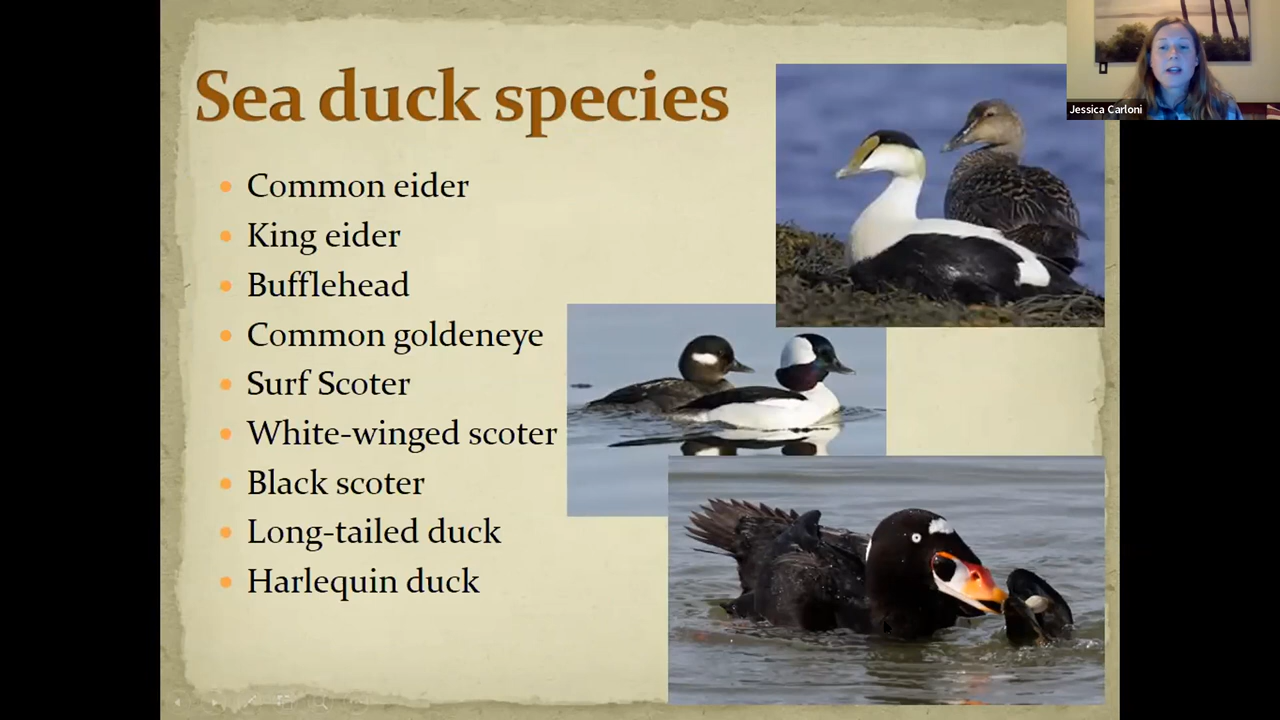 Sea duck species
Common eider
King eider
Bufflehead
Common goldeneye
Surf Scoter
White-winged scoter
Black scoter
Long-tailed duck
Harlequin duck
Jessica Carloni